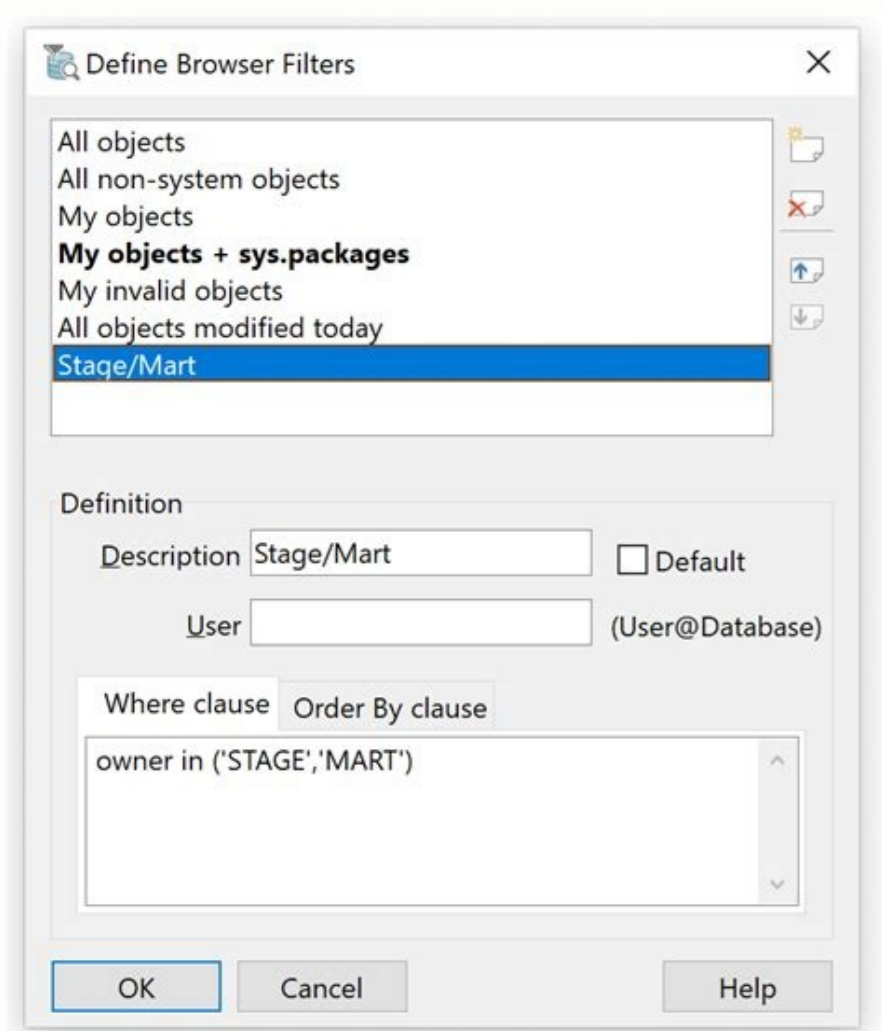 Define Browser Filters
All objects
All non-system objects
My objects
My objects + sys.packages
My invalid objects
All objects modified today
Stage/Mart
Definition
Description Stage/Mart Default
User (User@Database)
Where clause Order By clause
owner in ('STAGE','MART')
OK Cancel Help